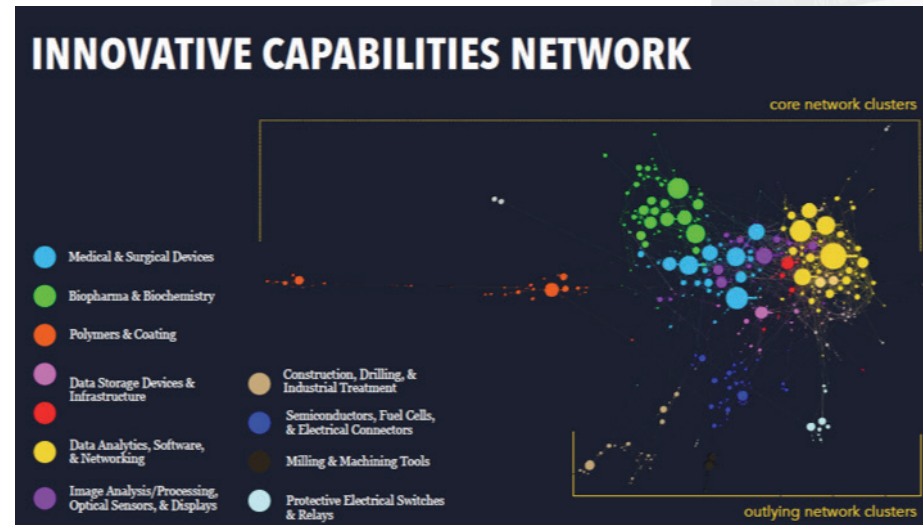 INNOVATIVE CAPABILITIES NETWORK
core network clusters
Medical & Surgical Devices
Biopharma & Biochemistry
Polymers & Coating
Data Storage Devices &
Infrastructure
Data Analytics, Software,
& Networking
Image Analysis/Processing,
Optical Sensors, & Displays
Construction, Drilling, &
Industrial Treatment
Semiconductors, Fuel Cells,
& Electrical Connectors
Milling & Machining Tools
Protective Electrical Switches
& Relays
outlying network clusters